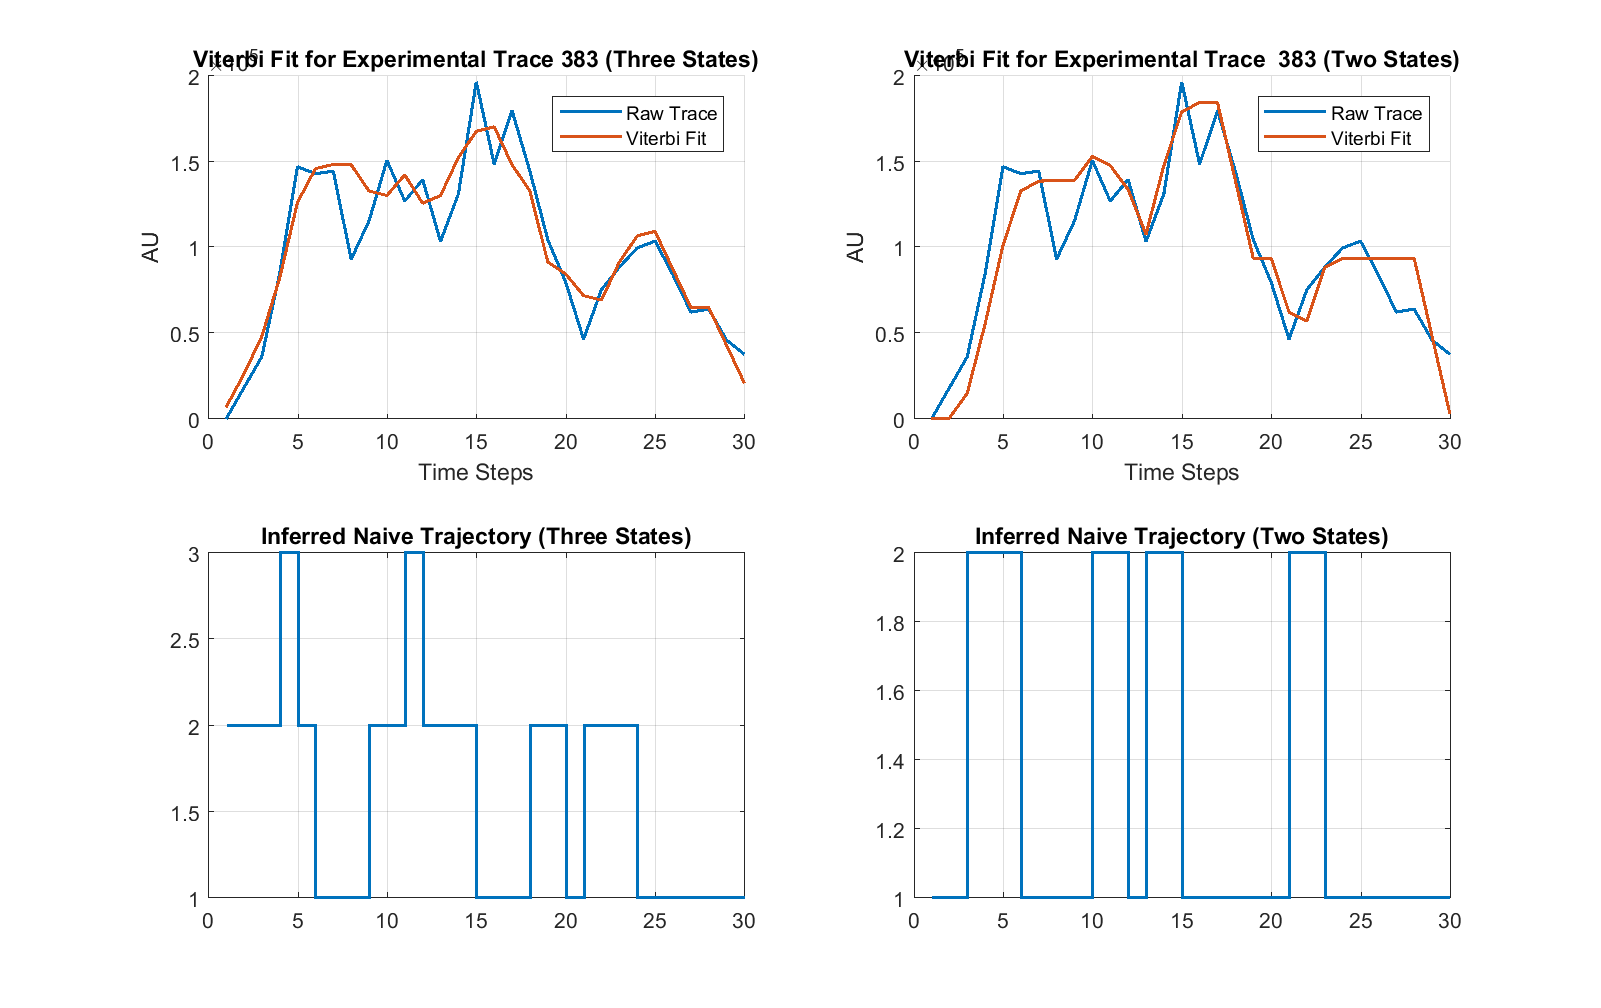 Viterbi Fit for Experimental Trace 383 (Three States)
×10^5
2
1.5
1
0.5
0
AU
Raw Trace
Viterbi Fit
0 5 10 15 20 25 30
Time Steps
Viterbi Fit for Experimental Trace  383 (Two States)
×10^5
2
1.5
1
0.5
0
AU
Raw Trace
Viterbi Fit
0 5 10 15 20 25 30
Time Steps
Inferred Naive Trajectory (Three States)
3
2.5
2
1.5
1
0 5 10 15 20 25 30
Inferred Naive Trajectory (Two States)
2
1.8
1.6
1.4
1.2
1
0 5 10 15 20 25 30